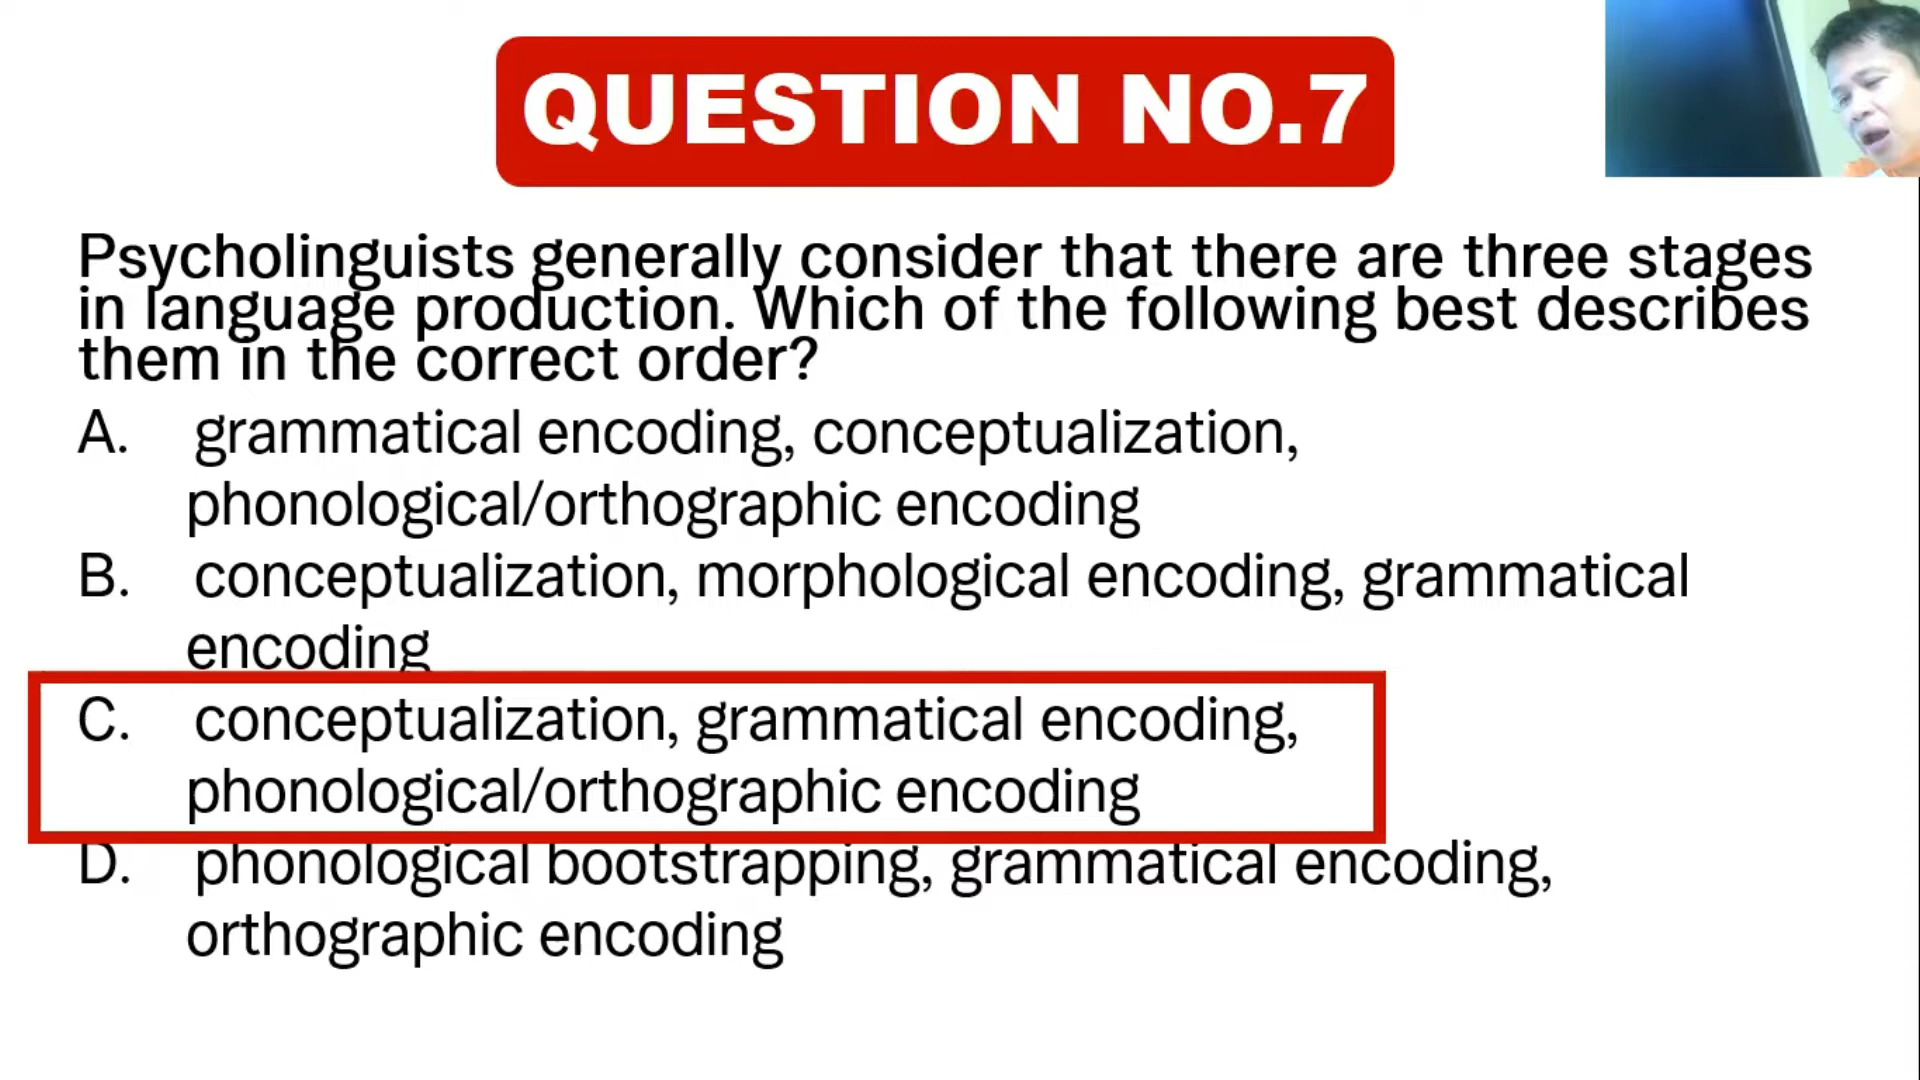 QUESTION NO.7
Psycholinguists generally consider that there are three stages
in language production. Which of the following best describes
them in the correct order?
A. grammatical encoding, conceptualization,
phonological/orthographic encoding
B. conceptualization, morphological encoding, grammatical
encoding
C. conceptualization, grammatical encoding,
phonological/orthographic encoding
D. phonological bootstrapping, grammatical encoding,
orthographic encoding